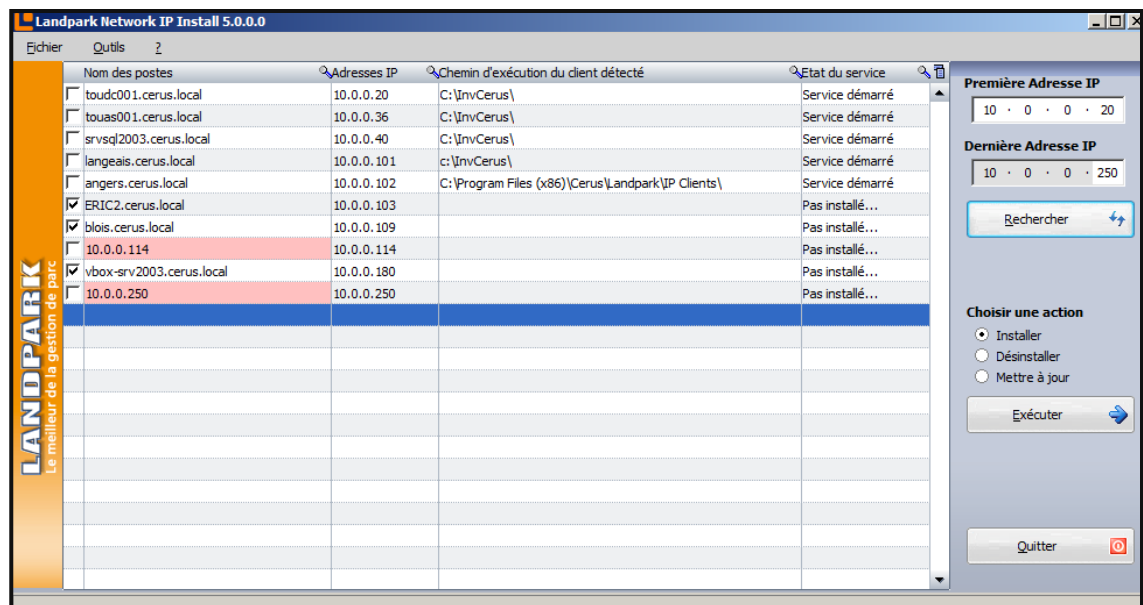 Landpark Network IP Install 5.0.0.0
Fichier Outils ?
Nom des postes Adresses IP Chemin d'exécution du client détecté Etat du service
toudc001.cerus.local 10.0.0.20 C:\InvCerus\ Service démarré
touas001.cerus.local 10.0.0.36 C:\InvCerus\ Service démarré
srvsql2003.cerus.local 10.0.0.40 C:\InvCerus\ Service démarré
langeais.cerus.local 10.0.0.101 c:\InvCerus\ Service démarré
angers.cerus.local 10.0.0.102 C:\Program Files (x86)\Cerus\Landpark\IP Clients\ Service démarré
ERIC2.cerus.local 10.0.0.103 Pas installé...
blois.cerus.local 10.0.0.109 Pas installé...
10.0.0.114 10.0.0.114 Pas installé...
vbox-srv2003.cerus.local 10.0.0.180 Pas installé...
10.0.0.250 10.0.0.250 Pas installé...
LANDPARK
Le meilleur de la gestion de parc
Première Adresse IP
10 · 0 · 0 · 20
Dernière Adresse IP
10 · 0 · 0 · 250
Rechercher
Choisir une action
Installer
Désinstaller
Mettre à jour
Exécuter
Quitter